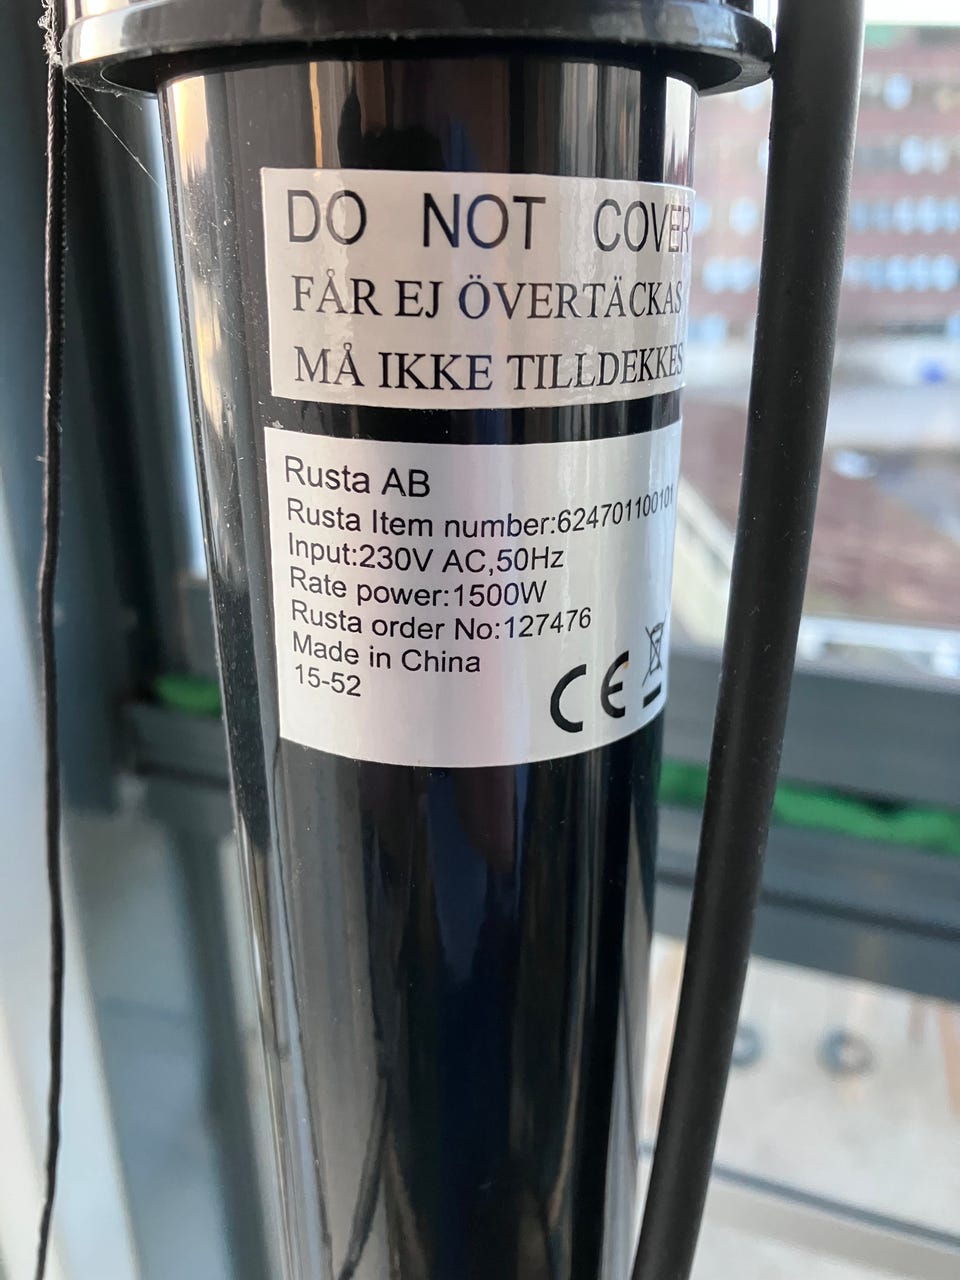 DO NOT COVER
FÅR EJ ÖVERTÄCKAS
MÅ IKKE TILLDEKKES
Rusta AB
Rusta Item number:624701100101
Input:230V AC,50Hz
Rate power:1500W
Rusta order No:127476
Made in China
15-52
CE